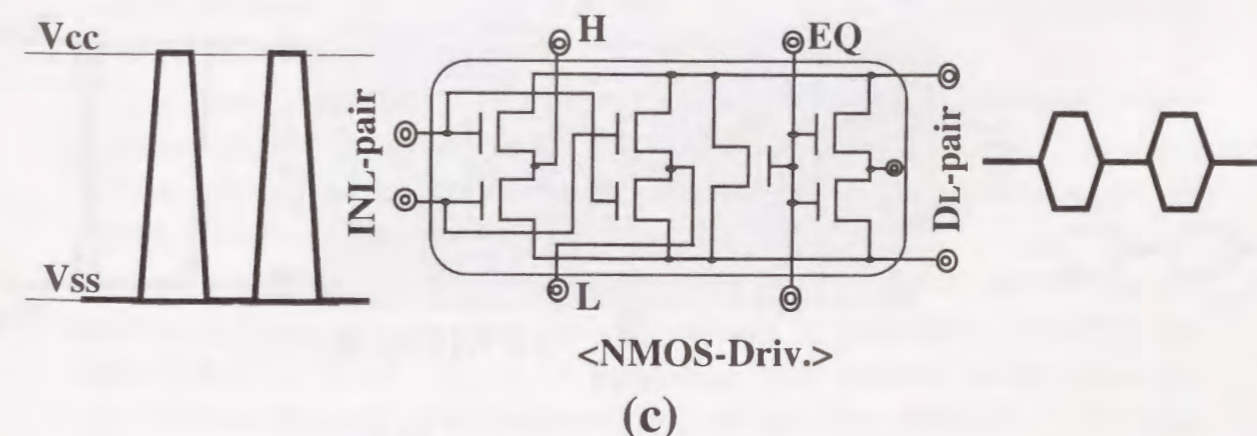 Vcc
Vss
INL-pair
H
EQ
L
DL-pair
<NMOS-Driv.>
(c)